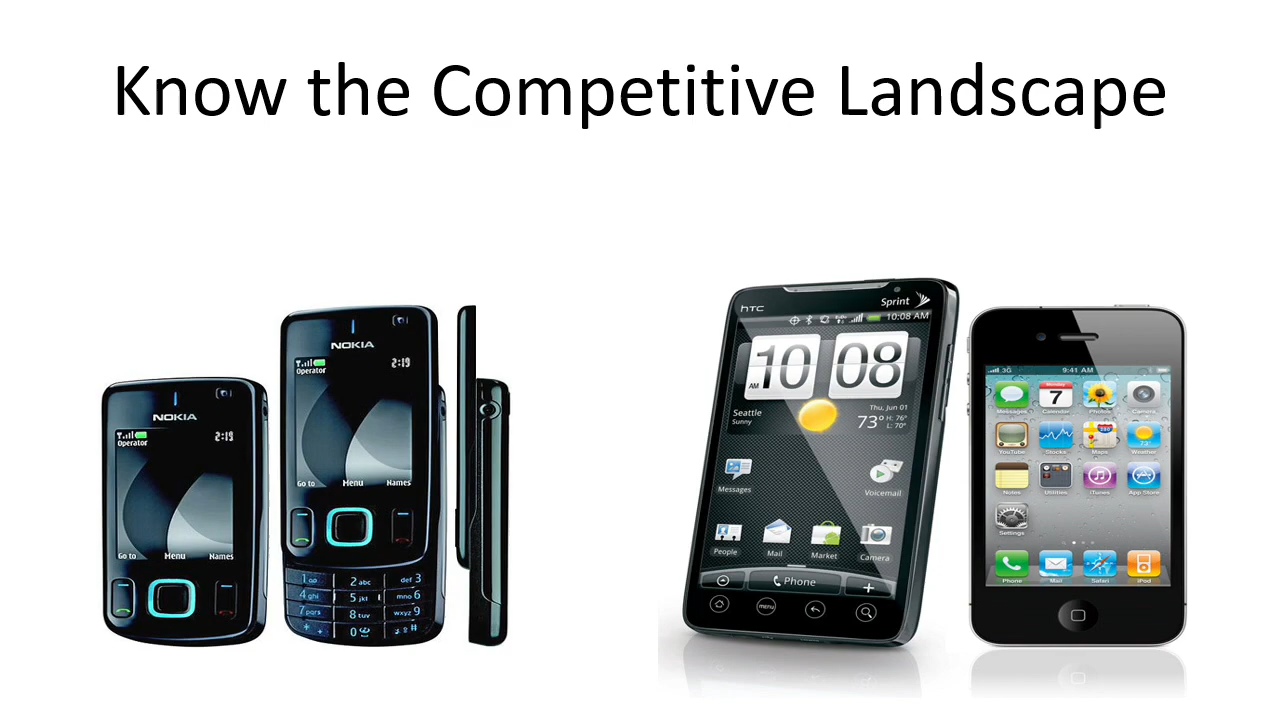 Know the Competitive Landscape
NOKIA
Operator
2:19
Go to Menu Names
NOKIA
Operator
2:19
Go to Menu Names
1
2 abc
def 3
4 ghi
5 jkl
mno 6
7 pqrs
8 tuv
wxyz 9
0
#
hTC
Sprint
10:08 AM
10 08
AM
Seattle
Sunny
Thu, Jun 01
73° H: 76°
L: 70°
Messages
Voicemail
People Mail Market Camera
Phone
menu
3G 9:41 AM
Monday
7
73°
Messages Calendar Photos Camera
YouTube Stocks Maps Weather
Notes Utilities iTunes App Store
Settings
Phone Mail Safari iPod